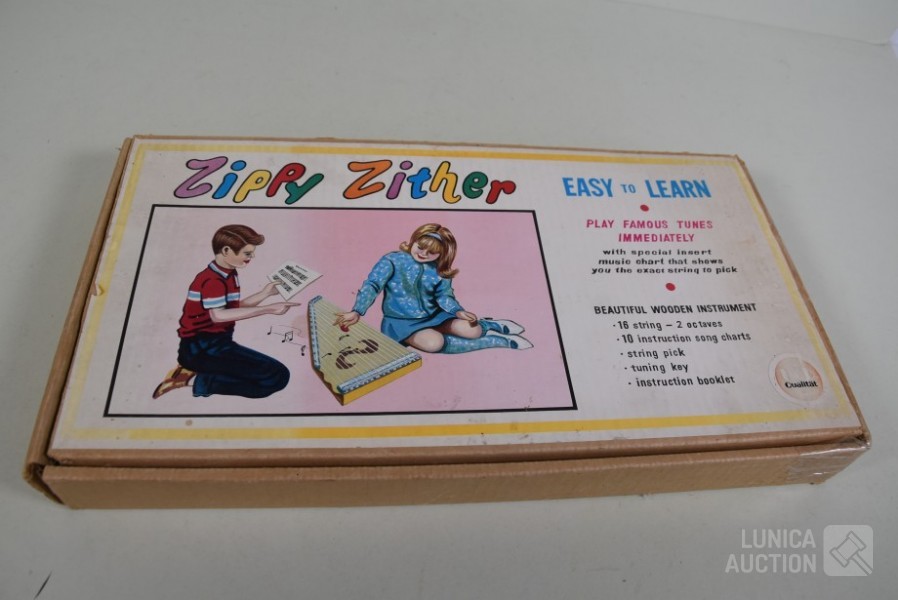 Zippy Zither
EASY TO LEARN
PLAY FAMOUS TUNES
IMMEDIATELY
with special insert
music chart that shows
you the exact string to pick
BEAUTIFUL WOODEN INSTRUMENT
· 16 string – 2 octaves
· 10 instruction song charts
· string pick
· tuning key
· instruction booklet
Coalität
LUNICA
AUCTION